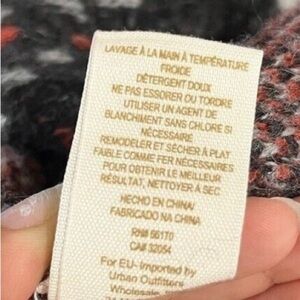 LAVAGE À LA MAIN À TEMPÉRATURE
FROIDE
DÉTERGENT DOUX
NE PAS ESSORER OU TORDRE
UTILISER UN AGENT DE
BLANCHIMENT SANS CHLORE SI
NÉCESSAIRE
REMODELER ET SÉCHER À PLAT
FAIBLE COMME FER NÉCESSAIRES
POUR OBTENIR LE MEILLEUR
RÉSULTAT, NETTOYER À SEC
HECHO EN CHINA/
FABRICADO NA CHINA
RN# 66170
CA# 32054
For EU- Imported by
Urban Outfitters
Wholesale,